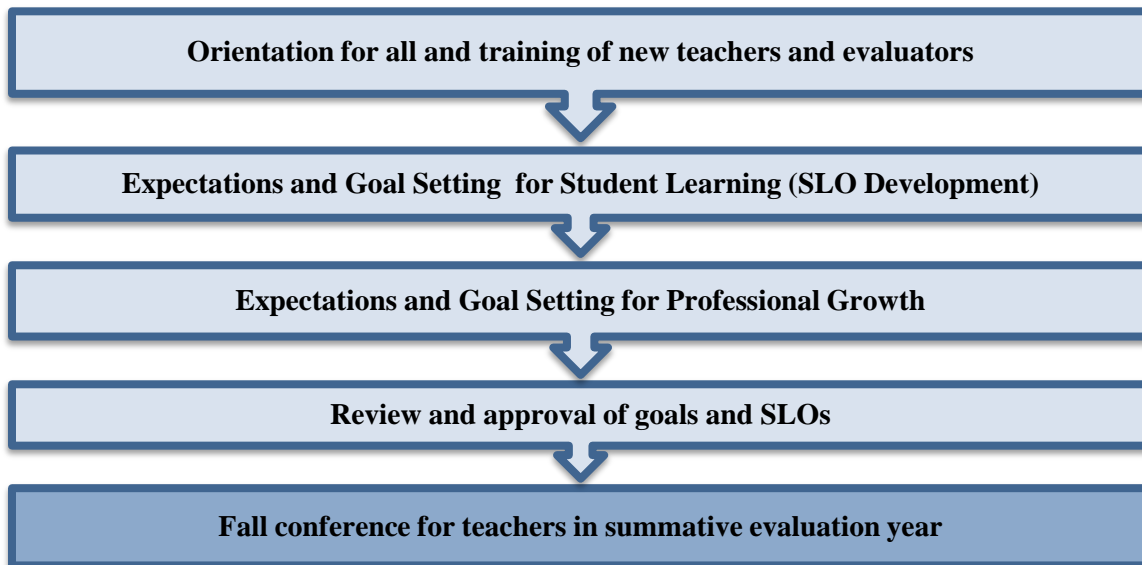 Orientation for all and training of new teachers and evaluators
Expectations and Goal Setting for Student Learning (SLO Development)
Expectations and Goal Setting for Professional Growth
Review and approval of goals and SLOs
Fall conference for teachers in summative evaluation year